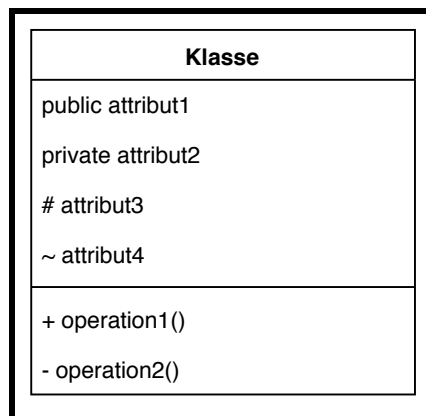 Klasse
public attribut1
private attribut2
# attribut3
~ attribut4
+ operation1()
- operation2()